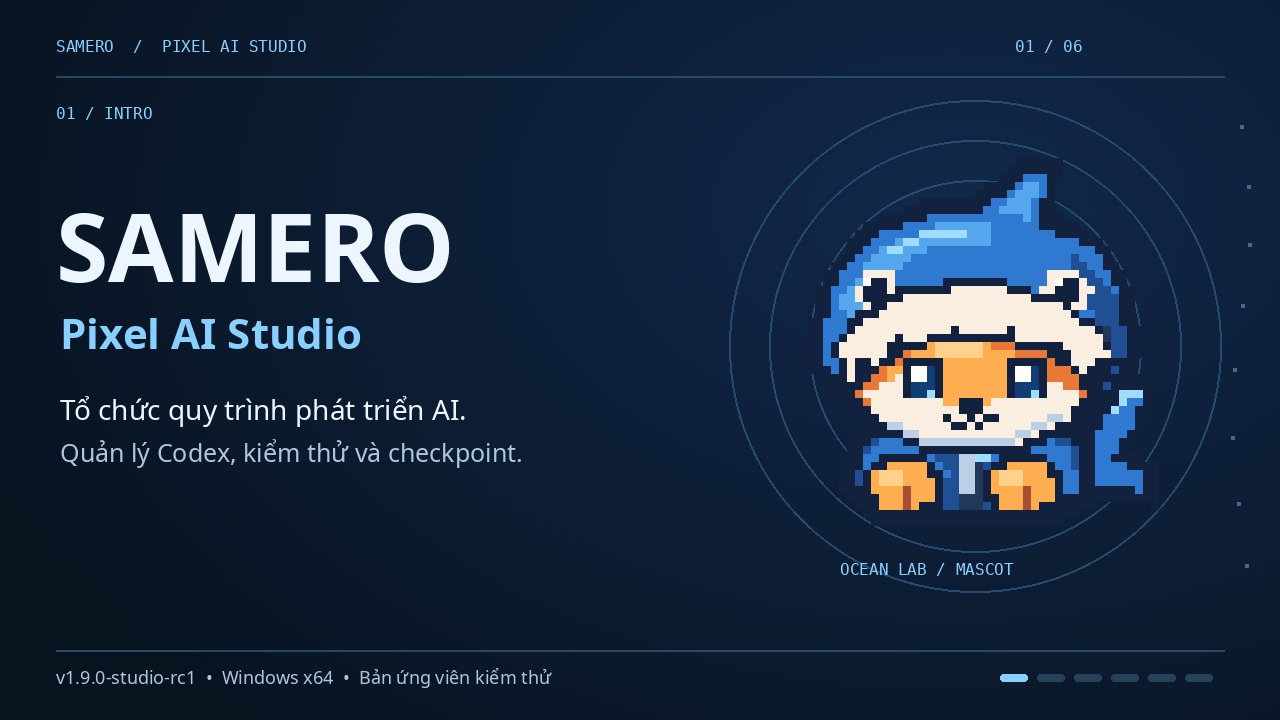 SAMERO / PIXEL AI STUDIO
01 / 06
01 / INTRO
SAMERO
Pixel AI Studio
Tổ chức quy trình phát triển AI.
Quản lý Codex, kiểm thử và checkpoint.
OCEAN LAB / MASCOT
v1.9.0-studio-rc1 • Windows x64 • Bản ứng viên kiểm thử